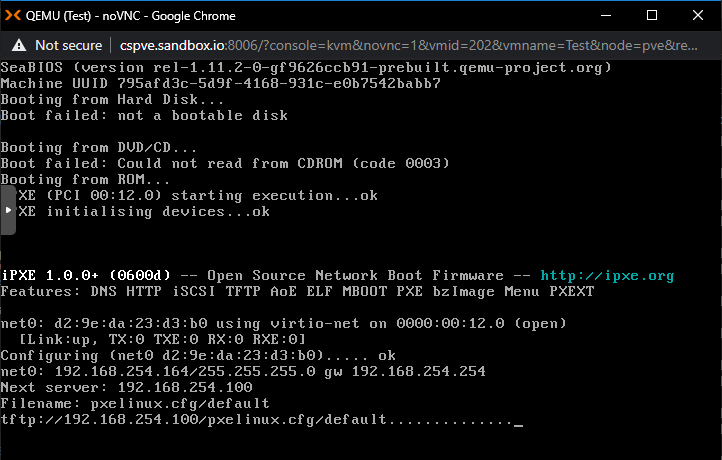 QEMU (Test) - noVNC - Google Chrome
Not secure | cspve.sandbox.io:8006/?console=kvm&novnc=1&vmid=202&vmname=Test&node=pve&re...
SeaBIOS (version rel-1.11.2-0-gf9626ccb91-prebuilt.qemu-project.org)
Machine UUID 795afd3c-5d9f-4168-931c-e0b7542babb7
Booting from Hard Disk...
Boot failed: not a bootable disk
Booting from DVD/CD...
Boot failed: Could not read from CDROM (code 0003)
Booting from ROM...
PXE (PCI 00:12.0) starting execution...ok
PXE initialising devices...ok
iPXE 1.0.0+ (0600d) -- Open Source Network Boot Firmware -- http://ipxe.org
Features: DNS HTTP iSCSI TFTP AoE ELF MBOOT PXE bzImage Menu PXEXT
net0: d2:9e:da:23:d3:b0 using virtio-net on 0000:00:12.0 (open)
[Link:up, TX:0 TXE:0 RX:0 RXE:0]
Configuring (net0 d2:9e:da:23:d3:b0)..... ok
net0: 192.168.254.164/255.255.255.0 gw 192.168.254.254
Next server: 192.168.254.100
Filename: pxelinux.cfg/default
tftp://192.168.254.100/pxelinux.cfg/default.............._